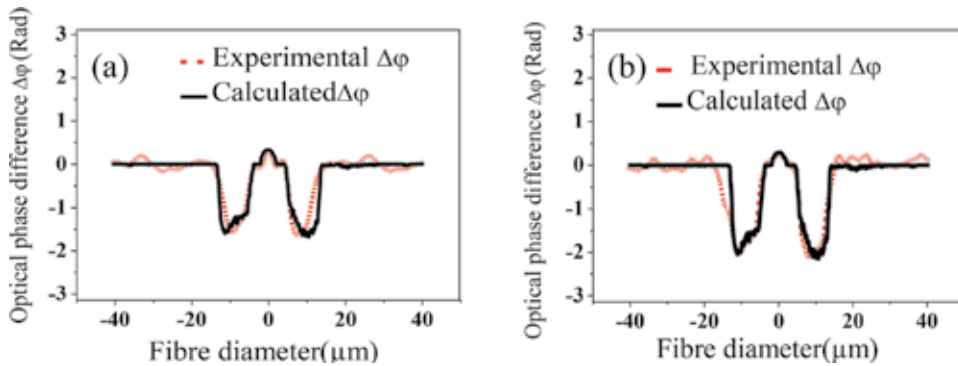 Optical phase difference Δφ (Rad)
3
2
1
0
-1
-2
-3
(a)
Experimental Δφ
CalculatedΔφ
-40
-20
0
20
40
Fibre diameter(μm)
Optical phase difference Δφ (Rad)
3
2
1
0
-1
-2
-3
(b)
Experimental Δφ
Calculated Δφ
-40
-20
0
20
40
Fibre diameter(μm)